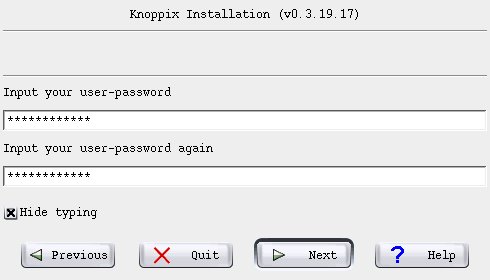 Knoppix Installation (v0.3.19.17)
Input your user-password
************
Input your user-password again
************
Hide typing
Previous Quit Next ? Help